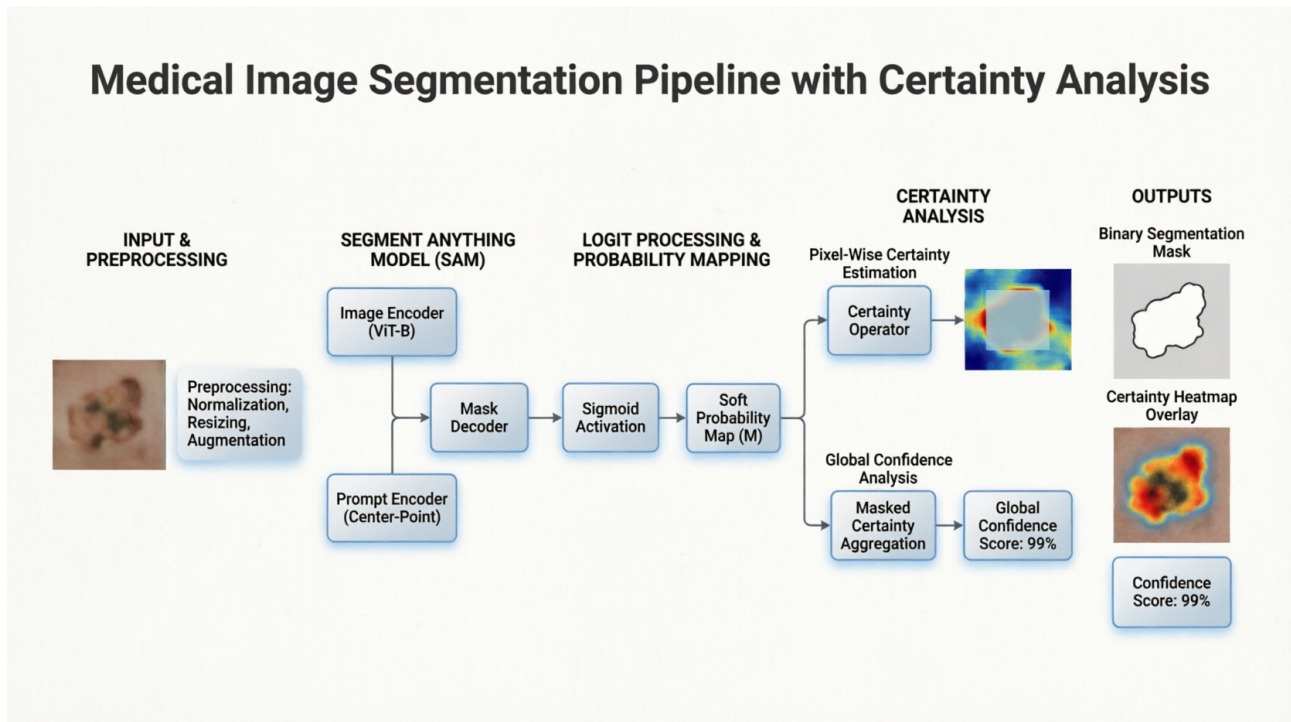 Medical Image Segmentation Pipeline with Certainty Analysis
INPUT &
PREPROCESSING
Preprocessing:
Normalization,
Resizing,
Augmentation
SEGMENT ANYTHING
MODEL (SAM)
Image Encoder
(ViT-B)
Mask
Decoder
Prompt Encoder
(Center-Point)
LOGIT PROCESSING &
PROBABILITY MAPPING
Sigmoid
Activation
Soft
Probability
Map (M)
CERTAINTY
ANALYSIS
Pixel-Wise Certainty
Estimation
Certainty
Operator
Global Confidence
Analysis
Masked
Certainty
Aggregation
Global
Confidence
Score: 99%
OUTPUTS
Binary Segmentation
Mask
Certainty Heatmap
Overlay
Confidence
Score: 99%